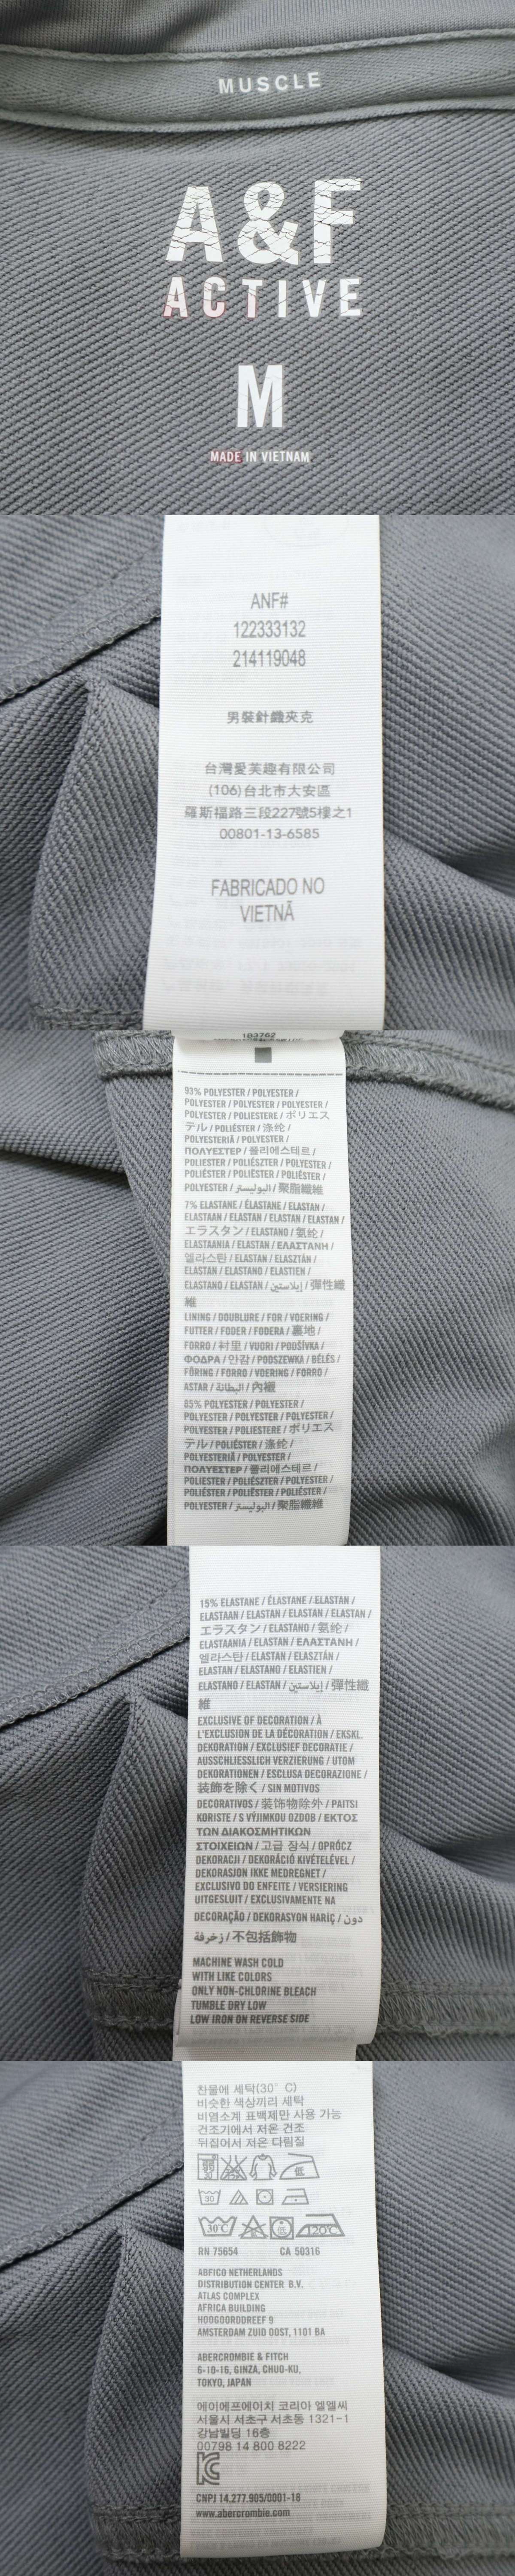 MUSCLE
A&F
ACTIVE
M
MADE IN VIETNAM
ANF#
122333132
214119048
男裝針織夾克
台灣愛芙趣有限公司
(106)台北市大安區
羅斯福路三段227號5樓之1
00801-13-6585
FABRICADO NO
VIETNÃ
103762
93% POLYESTER / POLYESTER /
POLYESTER / POLYESTER / POLYESTER /
POLYESTER / POLIESTERE / ポリエス
テル / POLIÉSTER / 涤纶 /
POLYESTERIÄ / POLYESTER /
ΠΟΛΥΕΣΤΕΡ / 폴리에스테르 /
POLIESTER / POLIÉSZTER / POLYESTER /
POLIÉSTER / POLIÉSTER / POLIÉSTER /
POLYESTER / البوليستر / 聚脂纖維
7% ELASTANE / ÉLASTANE / ELASTAN /
ELASTAAN / ELASTAN / ELASTAN / ELASTAN /
エラスタン / ELASTANO / 氨纶 /
ELASTAANIA / ELASTAN / ΕΛΑΣΤΑΝΗ /
엘라스탄 / ELASTAN / ELASZTÁN /
ELASTAN / ELASTANO / ELASTIEN /
ELASTANO / ELASTAN / إيلاستين / 彈性纖
維
LINING / DOUBLURE / FOR / VOERING /
FUTTER / FODER / FODERA / 裏地 /
FORRO / 衬里 / VUORI / PODŠÍVKA /
ΦΟΔΡΑ / 안감 / PODSZEWKA / BÉLÉS /
FÔRING / FORRO / VOERING / FORRO /
ASTAR / البطانة / 內襯
85% POLYESTER / POLYESTER /
POLYESTER / POLYESTER / POLYESTER /
POLYESTER / POLIESTERE / ポリエス
テル / POLIÉSTER / 涤纶 /
POLYESTERIÄ / POLYESTER /
ΠΟΛΥΕΣΤΕΡ / 폴리에스테르 /
POLIESTER / POLIÉSZTER / POLYESTER /
POLIÉSTER / POLIÉSTER / POLIÉSTER /
POLYESTER / البوليستر / 聚脂纖維
15% ELASTANE / ÉLASTANE / ELASTAN /
ELASTAAN / ELASTAN / ELASTAN / ELASTAN /
エラスタン / ELASTANO / 氨纶 /
ELASTAANIA / ELASTAN / ΕΛΑΣΤΑΝΗ /
엘라스탄 / ELASTAN / ELASZTÁN /
ELASTAN / ELASTANO / ELASTIEN /
ELASTANO / ELASTAN / إيلاستين / 彈性纖
維
EXCLUSIVE OF DECORATION / À
L'EXCLUSION DE LA DÉCORATION / EKSKL.
DEKORATION / EXCLUSIEF DECORATIE /
AUSSCHLIESSLICH VERZIERUNG / UTOM
DEKORATIONEN / ESCLUSA DECORAZIONE /
装飾を除く / SIN MOTIVOS
DECORATIVOS / 装饰物除外 / PAITSI
KORISTE / S VÝJIMKOU OZDOB / ΕΚΤΟΣ
ΤΩΝ ΔΙΑΚΟΣΜΗΤΙΚΩΝ
ΣΤΟΙΧΕΙΩΝ / 고급 장식 / OPRÓCZ
DEKORACJI / DEKORÁCIÓ KIVÉTELÉVEL /
DEKORASJON IKKE MEDREGNET /
EXCLUSIVO DO ENFEITE / VERSIERING
UITGESLUIT / EXCLUSIVAMENTE NA
DECORAÇÃO / DEKORASYON HARİÇ / دون
زخرفة / 不包括飾物
MACHINE WASH COLD
WITH LIKE COLORS
ONLY NON-CHLORINE BLEACH
TUMBLE DRY LOW
LOW IRON ON REVERSE SIDE
찬물에 세탁(30° C)
비슷한 색상끼리 세탁
비염소계 표백제만 사용 가능
건조기에서 저온 건조
뒤집어서 저온 다림질
低
30
30℃ 低 120℃
RN 75654 CA 50316
ABFICO NETHERLANDS
DISTRIBUTION CENTER B.V.
ATLAS COMPLEX
AFRICA BUILDING
HOOGOORDDREEF 9
AMSTERDAM ZUID OOST, 1101 BA
ABERCROMBIE & FITCH
6-10-16, GINZA, CHUO-KU,
TOKYO, JAPAN
에이에프에이치 코리아 엘엘씨
서울시 서초구 서초동 1321-1
강남빌딩 16층
00798 14 800 8222
CNPJ 14.277.905/0001-18
www.abercrombie.com